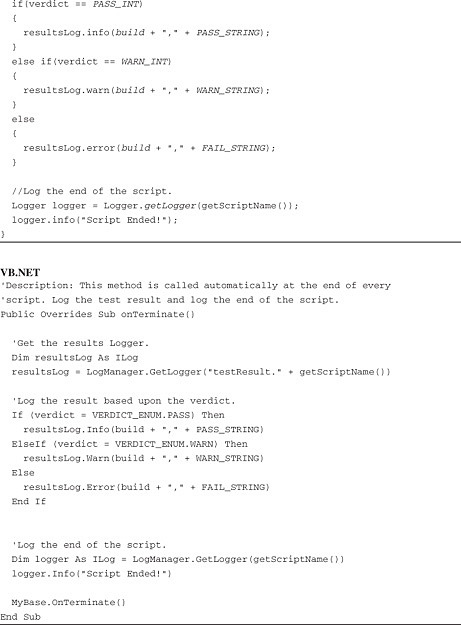 if(verdict == PASS_INT)
{
resultsLog.info(build + "," + PASS_STRING);
}
else if(verdict == WARN_INT)
{
resultsLog.warn(build + "," + WARN_STRING);
}
else
{
resultsLog.error(build + "," + FAIL_STRING);
}
//Log the end of the script.
Logger logger = Logger.getLogger(getScriptName());
logger.info("Script Ended!");
}
VB.NET
'Description: This method is called automatically at the end of every
'script. Log the test result and log the end of the script.
Public Overrides Sub onTerminate()
'Get the results Logger.
Dim resultsLog As ILog
resultsLog = LogManager.GetLogger("testResult." + getScriptName())
'Log the result based upon the verdict.
If (verdict = VERDICT_ENUM.PASS) Then
resultsLog.Info(build + "," + PASS_STRING)
ElseIf (verdict = VERDICT_ENUM.WARN) Then
resultsLog.Warn(build + "," + WARN_STRING)
Else
resultsLog.Error(build + "," + FAIL_STRING)
End If
'Log the end of the script.
Dim logger As ILog = LogManager.GetLogger(getScriptName())
logger.Info("Script Ended!")
MyBase.OnTerminate()
End Sub